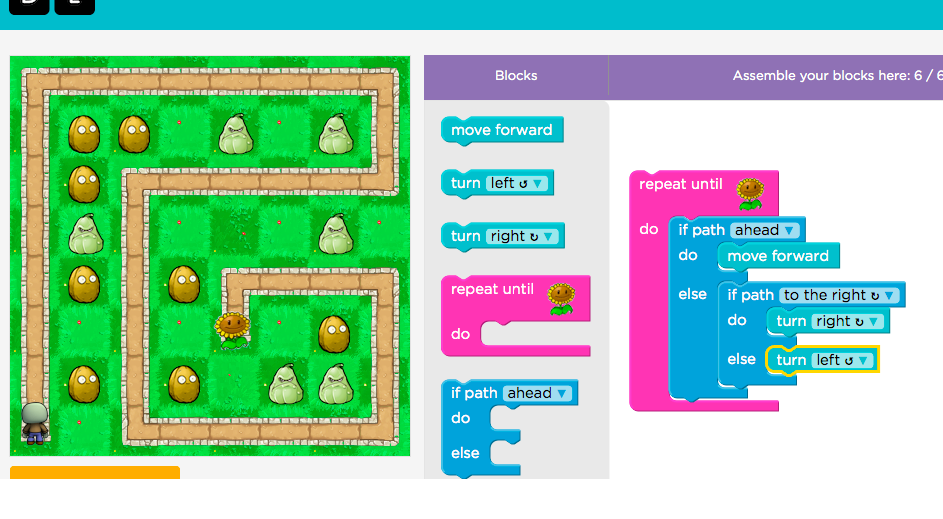 Blocks
Assemble your blocks here: 6 / 6
move forward
turn left ↺ ▼
turn right ↻ ▼
repeat until
do
if path ahead ▼
do
else
repeat until
do if path ahead ▼
do move forward
else if path to the right ↻ ▼
do turn right ↻ ▼
else turn left ↺ ▼